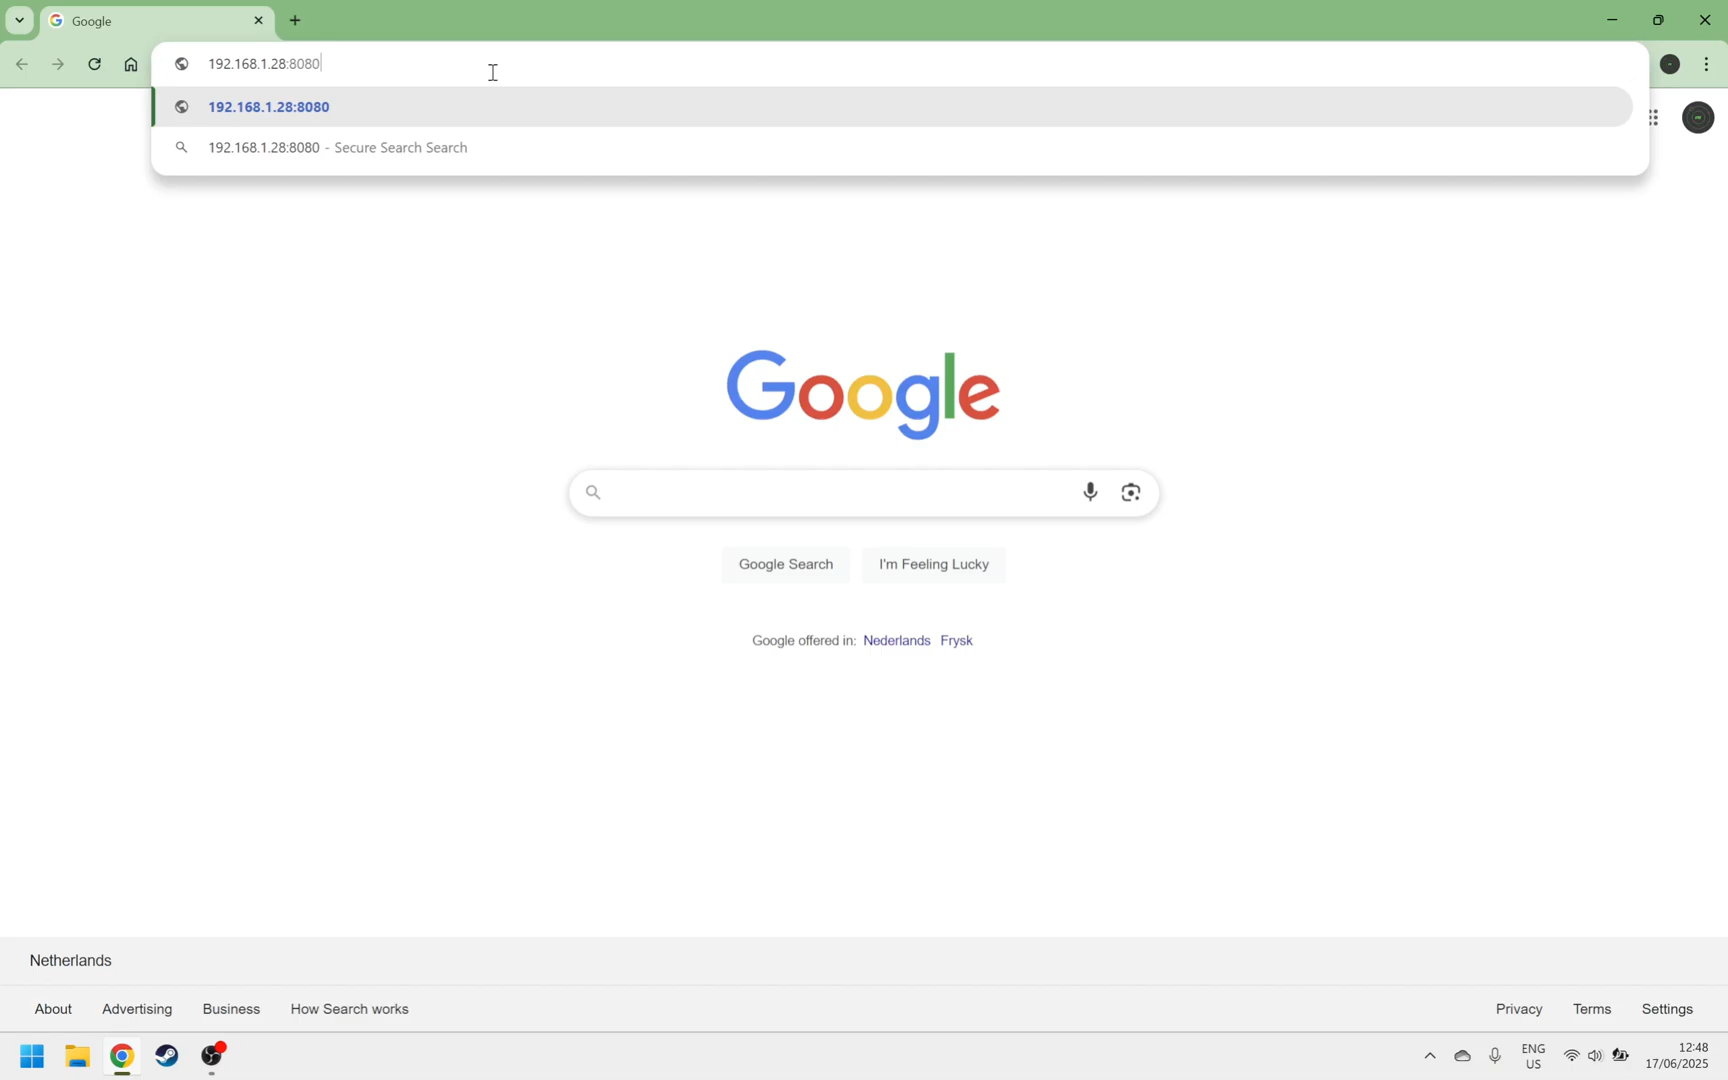 Google
192.168.1.28:8080
192.168.1.28:8080
192.168.1.28:8080 - Secure Search Search
Google
Google Search
I'm Feeling Lucky
Google offered in: Nederlands Frysk
Netherlands
About
Advertising
Business
How Search works
Privacy
Terms
Settings
ENG
US
12:48
17/06/2025